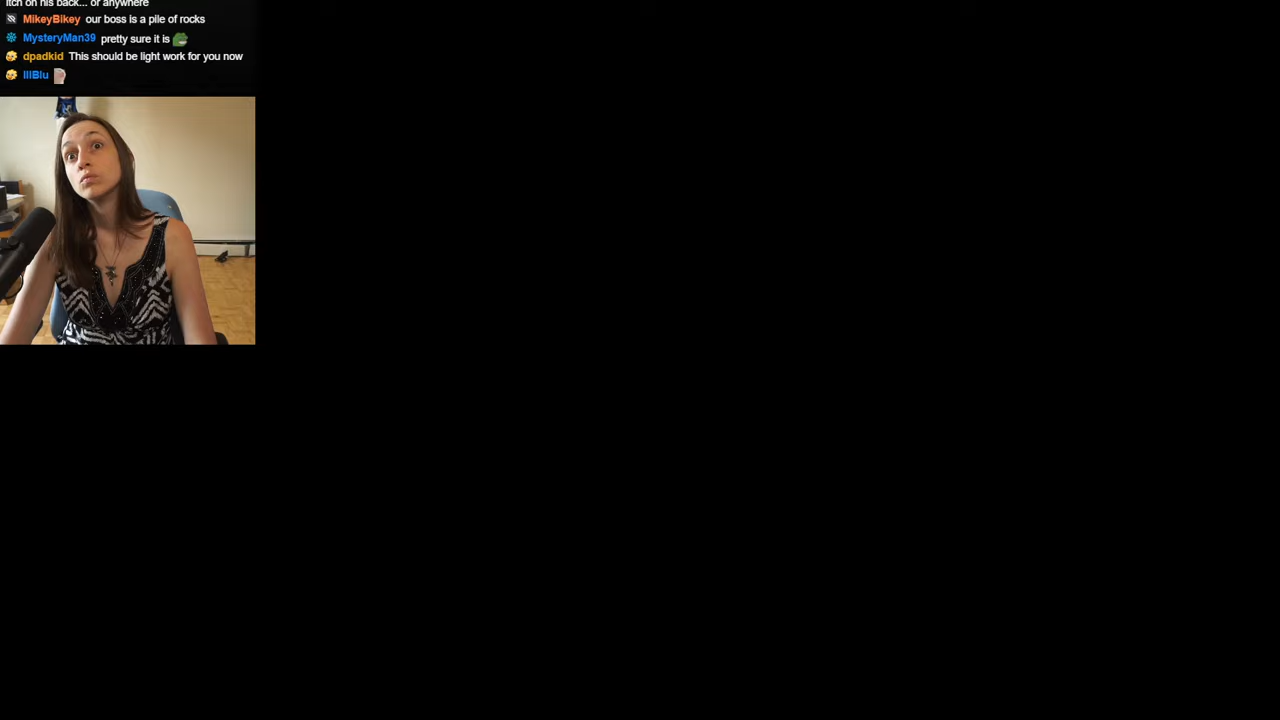 itch on his back... or anywhere
MikeyBikey our boss is a pile of rocks
MysteryMan39 pretty sure it is
dpadkid This should be light work for you now
IllBlu